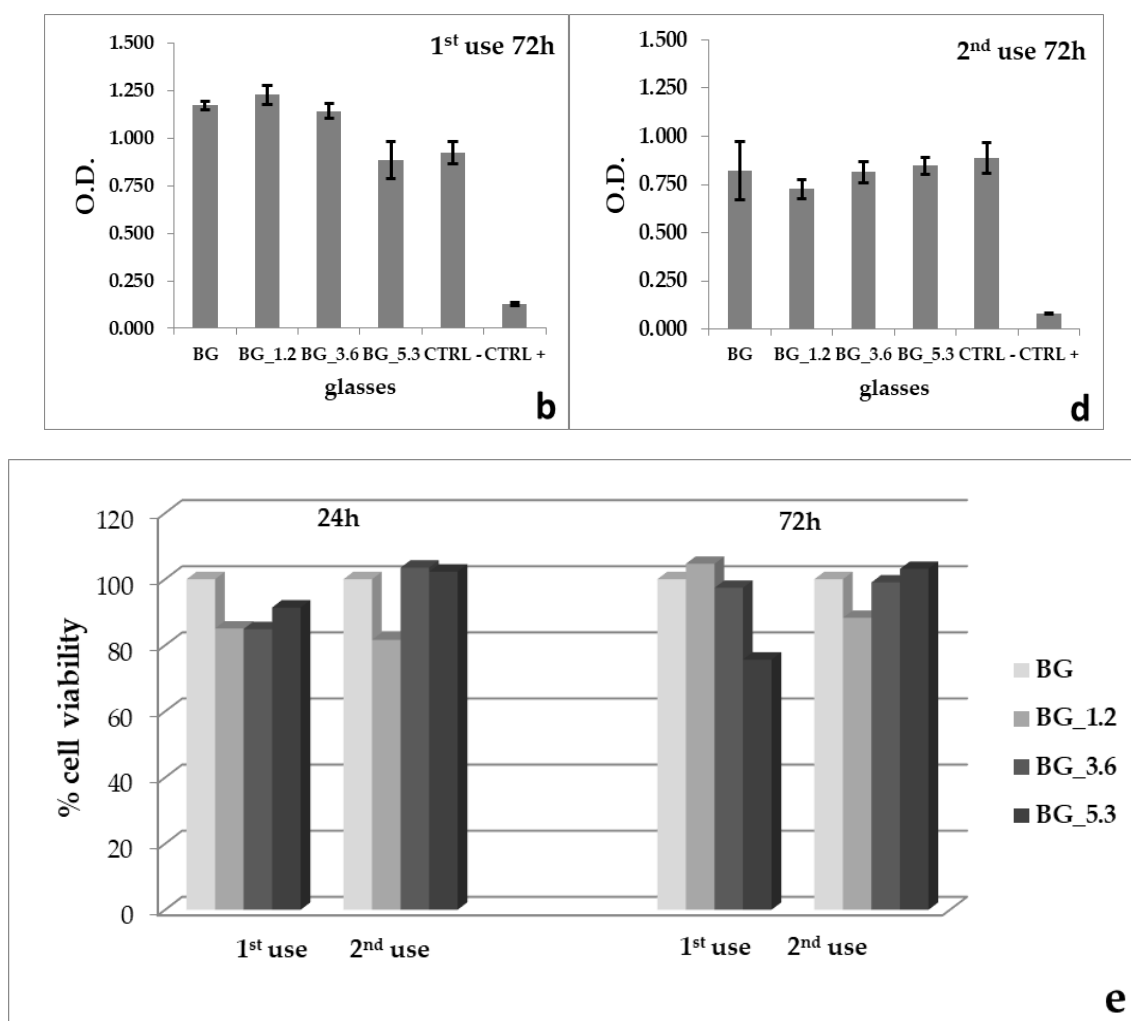 1st use 72h
1.500
1.250
1.000
0.750
0.500
0.250
0.000
O.D.
BG BG_1.2 BG_3.6 BG_5.3 CTRL - CTRL +
glasses
b
2nd use 72h
1.500
1.250
1.000
0.750
0.500
0.250
0.000
O.D.
BG BG_1.2 BG_3.6 BG_5.3 CTRL - CTRL +
glasses
d
24h 72h
120
100
80
60
40
20
0
% cell viability
1st use 2nd use 1st use 2nd use
BG
BG_1.2
BG_3.6
BG_5.3
e